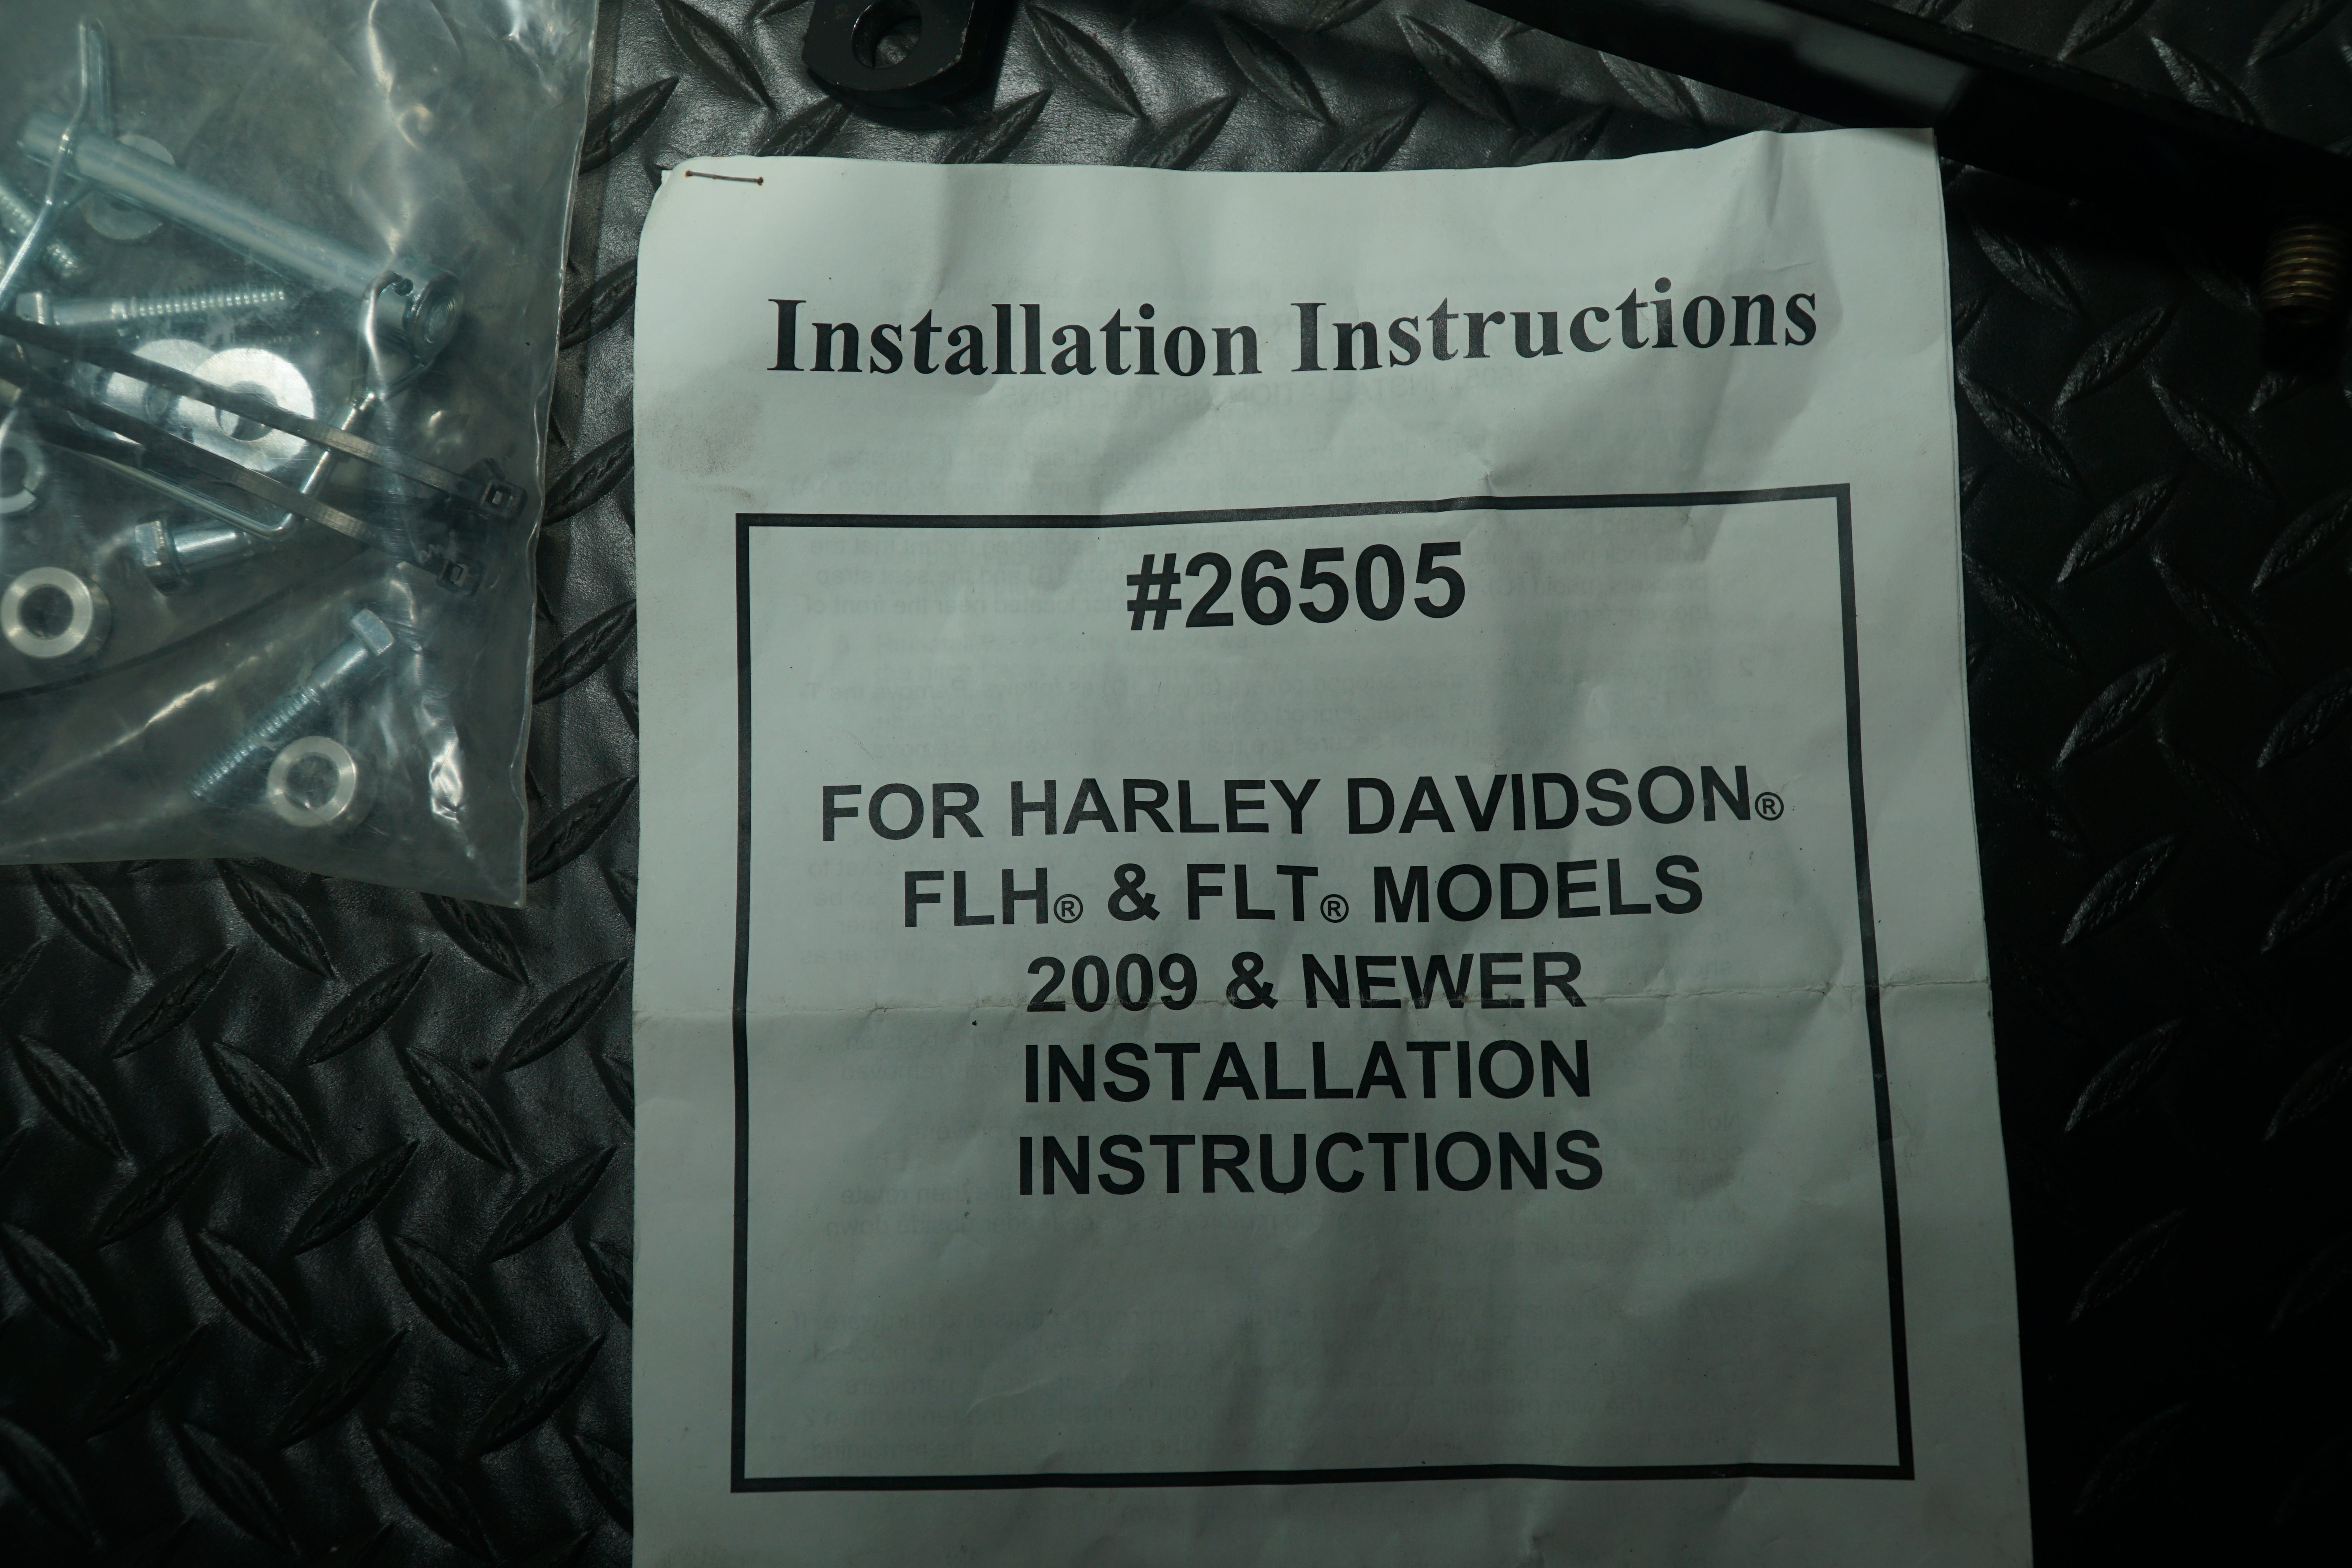 Installation Instructions
#26505
FOR HARLEY DAVIDSON®
FLH® & FLT® MODELS
2009 & NEWER
INSTALLATION
INSTRUCTIONS